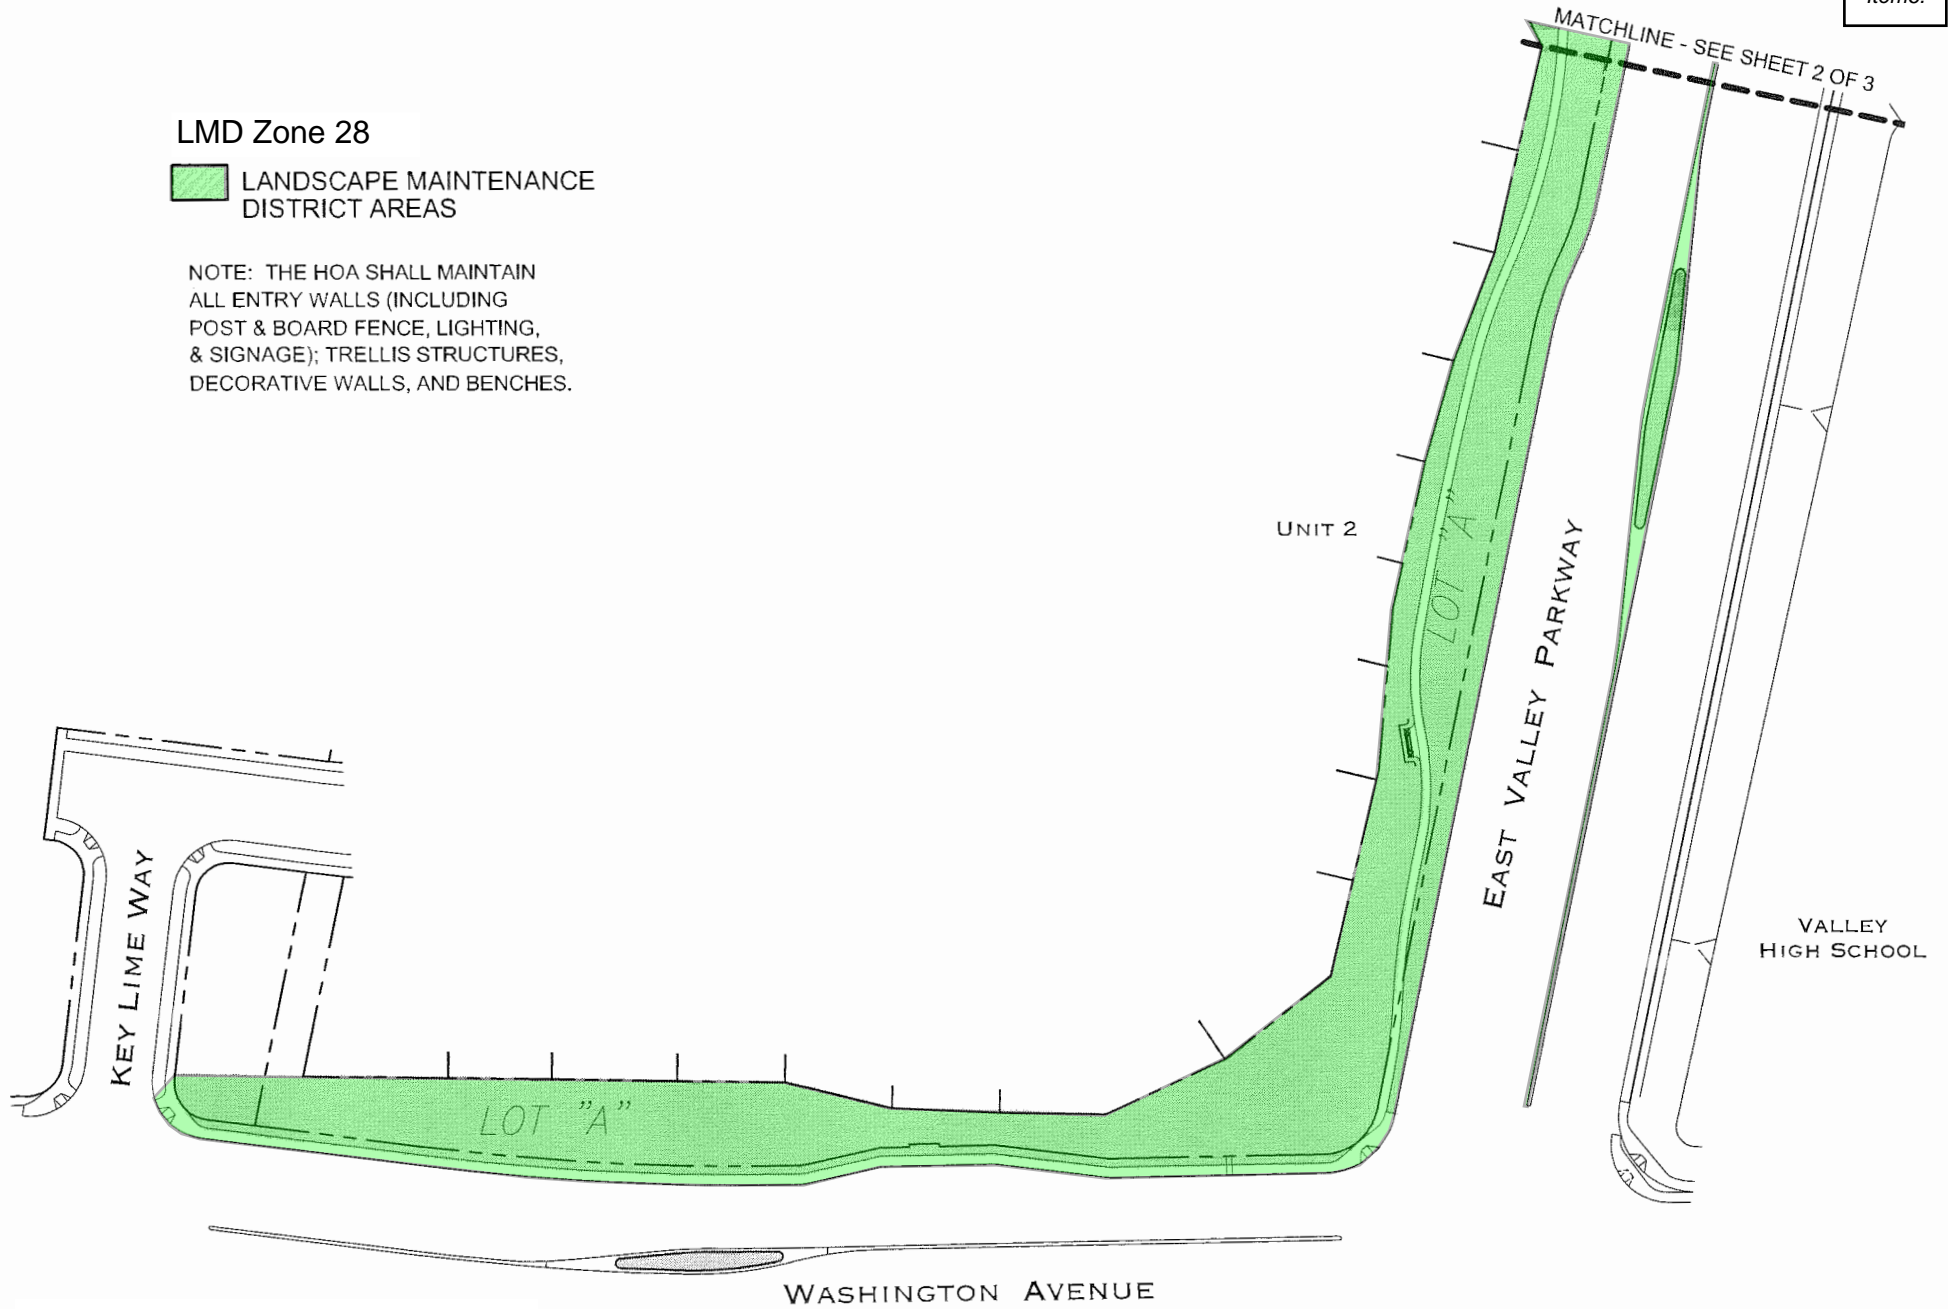 MATCHLINE - SEE SHEET 2 OF 3
LMD Zone 28
LANDSCAPE MAINTENANCE
DISTRICT AREAS
NOTE: THE HOA SHALL MAINTAIN
ALL ENTRY WALLS (INCLUDING
POST & BOARD FENCE, LIGHTING,
& SIGNAGE); TRELLIS STRUCTURES,
DECORATIVE WALLS, AND BENCHES.
UNIT 2
LOT "A"
EAST VALLEY PARKWAY
VALLEY
HIGH SCHOOL
KEY LIME WAY
LOT "A"
WASHINGTON AVENUE